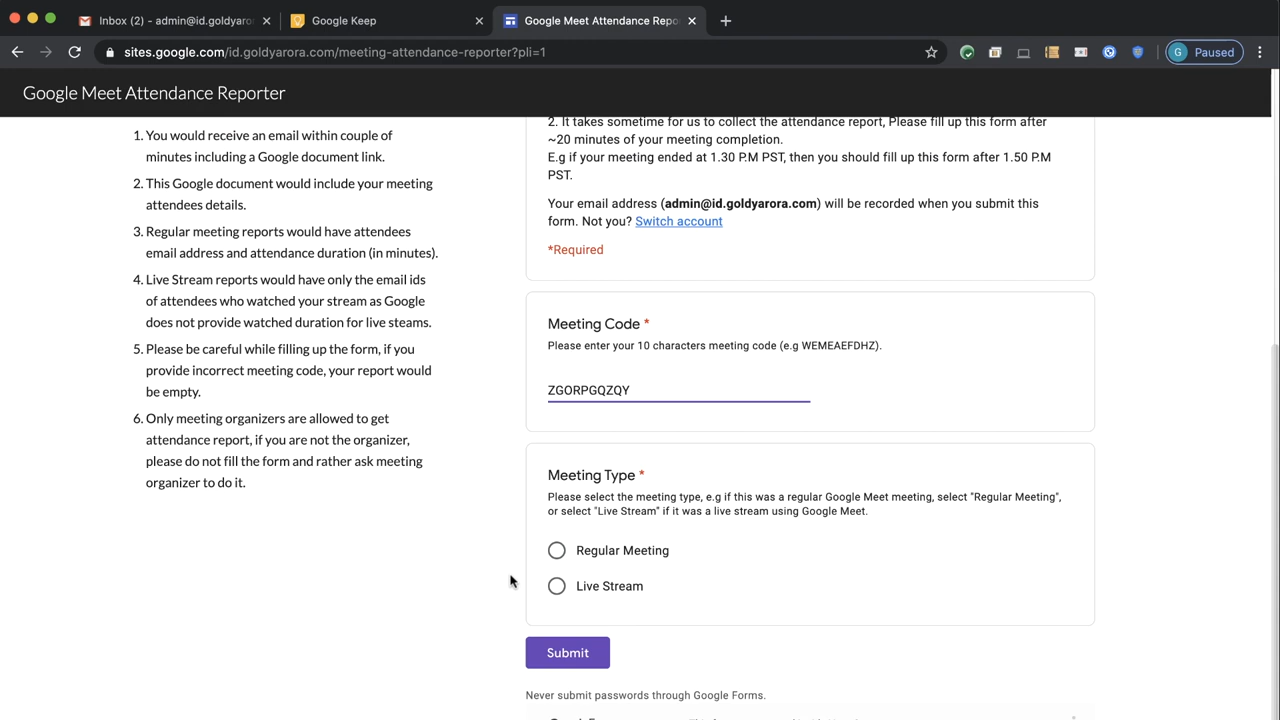 Inbox (2) - admin@id.goldyaror
Google Keep
Google Meet Attendance Repo
sites.google.com/id.goldyarora.com/meeting-attendance-reporter?pli=1
G Paused
Google Meet Attendance Reporter
1. You would receive an email within couple of
minutes including a Google document link.
2. This Google document would include your meeting
attendees details.
3. Regular meeting reports would have attendees
email address and attendance duration (in minutes).
4. Live Stream reports would have only the email ids
of attendees who watched your stream as Google
does not provide watched duration for live steams.
5. Please be careful while filling up the form, if you
provide incorrect meeting code, your report would
be empty.
6. Only meeting organizers are allowed to get
attendance report, if you are not the organizer,
please do not fill the form and rather ask meeting
organizer to do it.
2. It takes sometime for us to collect the attendance report, Please fill up this form after
~20 minutes of your meeting completion.
E.g if your meeting ended at 1.30 P.M PST, then you should fill up this form after 1.50 P.M
PST.
Your email address (admin@id.goldyarora.com) will be recorded when you submit this
form. Not you? Switch account
*Required
Meeting Code *
Please enter your 10 characters meeting code (e.g WEMEAEFDHZ).
ZGORPGQZQY
Meeting Type *
Please select the meeting type, e.g if this was a regular Google Meet meeting, select "Regular Meeting",
or select "Live Stream" if it was a live stream using Google Meet.
Regular Meeting
Live Stream
Submit
Never submit passwords through Google Forms.